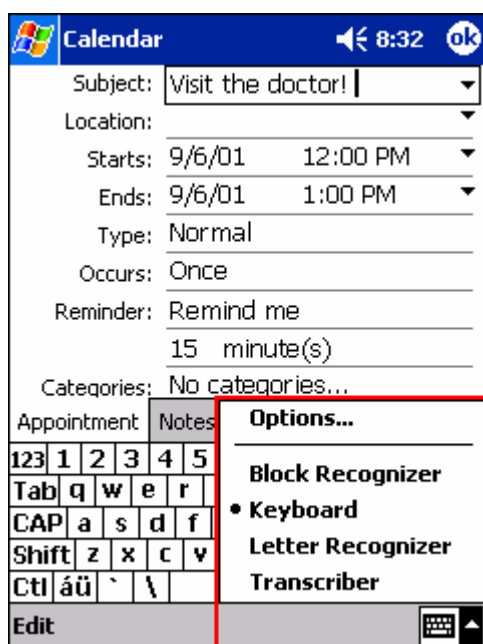 Calendar 8:32 ok
Subject: Visit the doctor!
Location:
Starts: 9/6/01 12:00 PM
Ends: 9/6/01 1:00 PM
Type: Normal
Occurs: Once
Reminder: Remind me
15 minute(s)
Categories: No categories...
Appointment Notes
Options...
123 1 2 3 4 5
Block Recognizer
Tab q w e r
Keyboard
CAP a s d f
Letter Recognizer
Shift z x c v
Transcriber
Ctl áü ` \
Edit